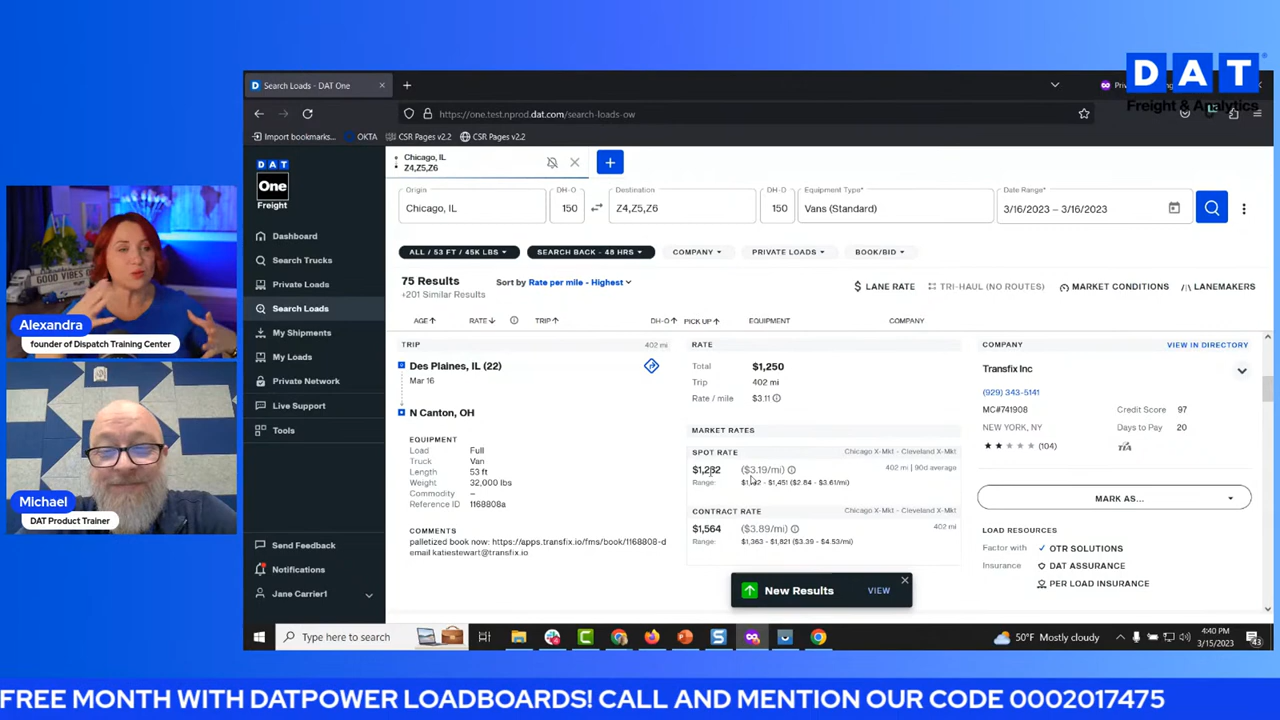 DAT
Freight & Analytics
Search Loads - DAT One
https://one.test.nprod.dat.com/search-loads-ow
Import bookmarks...
OKTA
CSR Pages v2.2
CSR Pages v2.2
DAT
One
Freight
Dashboard
Search Trucks
Private Loads
Search Loads
My Shipments
My Loads
Private Network
Live Support
Tools
Send Feedback
Notifications
Jane Carrier1
Chicago, IL
Z4,Z5,Z6
Origin
Chicago, IL
DH-O
150
Destination
Z4,Z5,Z6
DH-O
150
Equipment Type*
Vans (Standard)
Date Range*
3/16/2023 – 3/16/2023
ALL / 53 FT / 45K LBS
SEARCH BACK - 48 HRS
COMPANY
PRIVATE LOADS
BOOK/BID
75 Results
+201 Similar Results
Sort by Rate per mile - Highest
LANE RATE
TRI-HAUL (NO ROUTES)
MARKET CONDITIONS
LANEMAKERS
AGE
RATE
TRIP
DH-O
PICK UP
EQUIPMENT
COMPANY
TRIP
402 mi
Des Plaines, IL (22)
Mar 16
N Canton, OH
EQUIPMENT
Load Full
Truck Van
Length 53 ft
Weight 32,000 lbs
Commodity –
Reference ID 1168808a
COMMENTS
palletized book now: https://apps.transfix.io/fms/book/1168808-d
email katiestewart@transfix.io
RATE
Total $1,250
Trip 402 mi
Rate / mile $3.11
MARKET RATES
SPOT RATE
Chicago X-Mkt - Cleveland X-Mkt
$1,282 ($3.19/mi)
402 mi | 90d average
Range: - $1,451 ($2.84 - $3.61/mi)
CONTRACT RATE
Chicago X-Mkt - Cleveland X-Mkt
$1,564 ($3.89/mi)
402 mi
Range: $1,363 - $1,821 ($3.39 - $4.53/mi)
COMPANY
VIEW IN DIRECTORY
Transfix Inc
(929) 343-5141
MC#741908
Credit Score 97
NEW YORK, NY
Days to Pay 20
(104)
TIA
MARK AS...
LOAD RESOURCES
Factor with OTR SOLUTIONS
Insurance DAT ASSURANCE
PER LOAD INSURANCE
New Results
VIEW
Type here to search
50°F Mostly cloudy
4:40 PM
3/15/2023
43
GOOD VIBES
Alexandra
founder of Dispatch Training Center
Michael
DAT Product Trainer
FREE MONTH WITH DATPOWER LOADBOARDS! CALL AND MENTION OUR CODE 0002017475